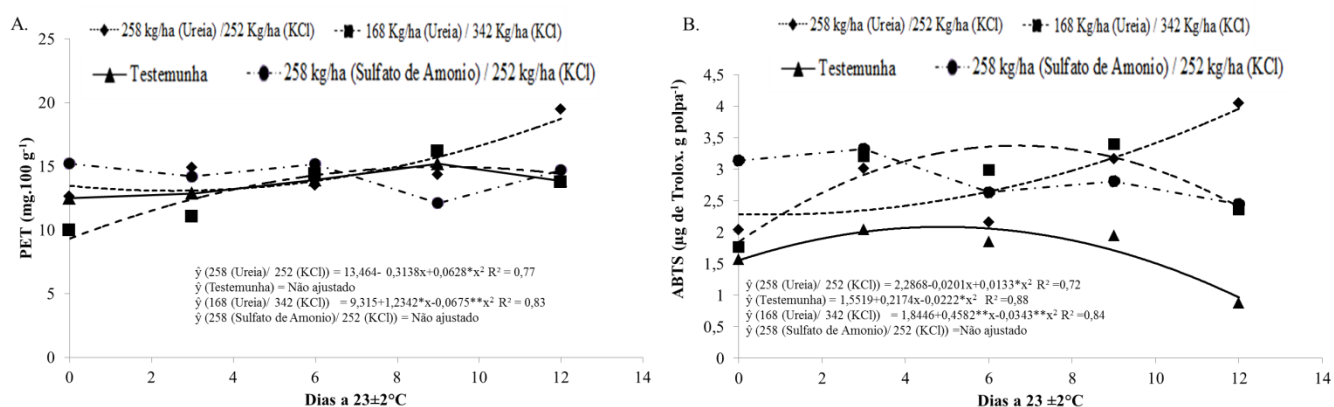 A.
258 kg/ha (Ureia) /252 Kg/ha (KCl)
168 Kg/ha (Ureia) / 342 Kg/ha (KCl)
Testemunha
258 kg/ha (Sulfato de Amonio) / 252 kg/ha (KCl)
25
20
15
10
5
0
PET (mg.100 g⁻¹)
ŷ (258 (Ureia)/ 252 (KCl)) = 13,464- 0,3138x+0,0628*x² R² = 0,77
ŷ (Testemunha) = Não ajustado
ŷ (168 (Ureia)/ 342 (KCl)) = 9,315+1,2342*x-0,0675**x² R² = 0,83
ŷ (258 (Sulfato de Amonio)/ 252 (KCl)) = Não ajustado
0 2 4 6 8 10 12 14
Dias a 23±2°C
B.
258 kg/ha (Ureia) /252 Kg/ha (KCl)
168 Kg/ha (Ureia) / 342 Kg/ha (KCl)
Testemunha
258 kg/ha (Sulfato de Amonio) / 252 kg/ha (KCl)
4,5
4
3,5
3
2,5
2
1,5
1
0,5
0
ABTS (µg de Trolox. g polpa⁻¹)
ŷ (258 (Ureia)/ 252 (KCl)) = 2,2868-0,0201x+0,0133*x² R² = 0,72
ŷ (Testemunha) = 1,5519+0,2174x-0,0222*x² R² = 0,88
ŷ (168 (Ureia)/ 342 (KCl)) = 1,8446+0,4582**x-0,0343**x² R² =0,84
ŷ (258 (Sulfato de Amonio)/ 252 (KCl)) =Não ajustado
0 2 4 6 8 10 12 14
Dias a 23 ±2°C